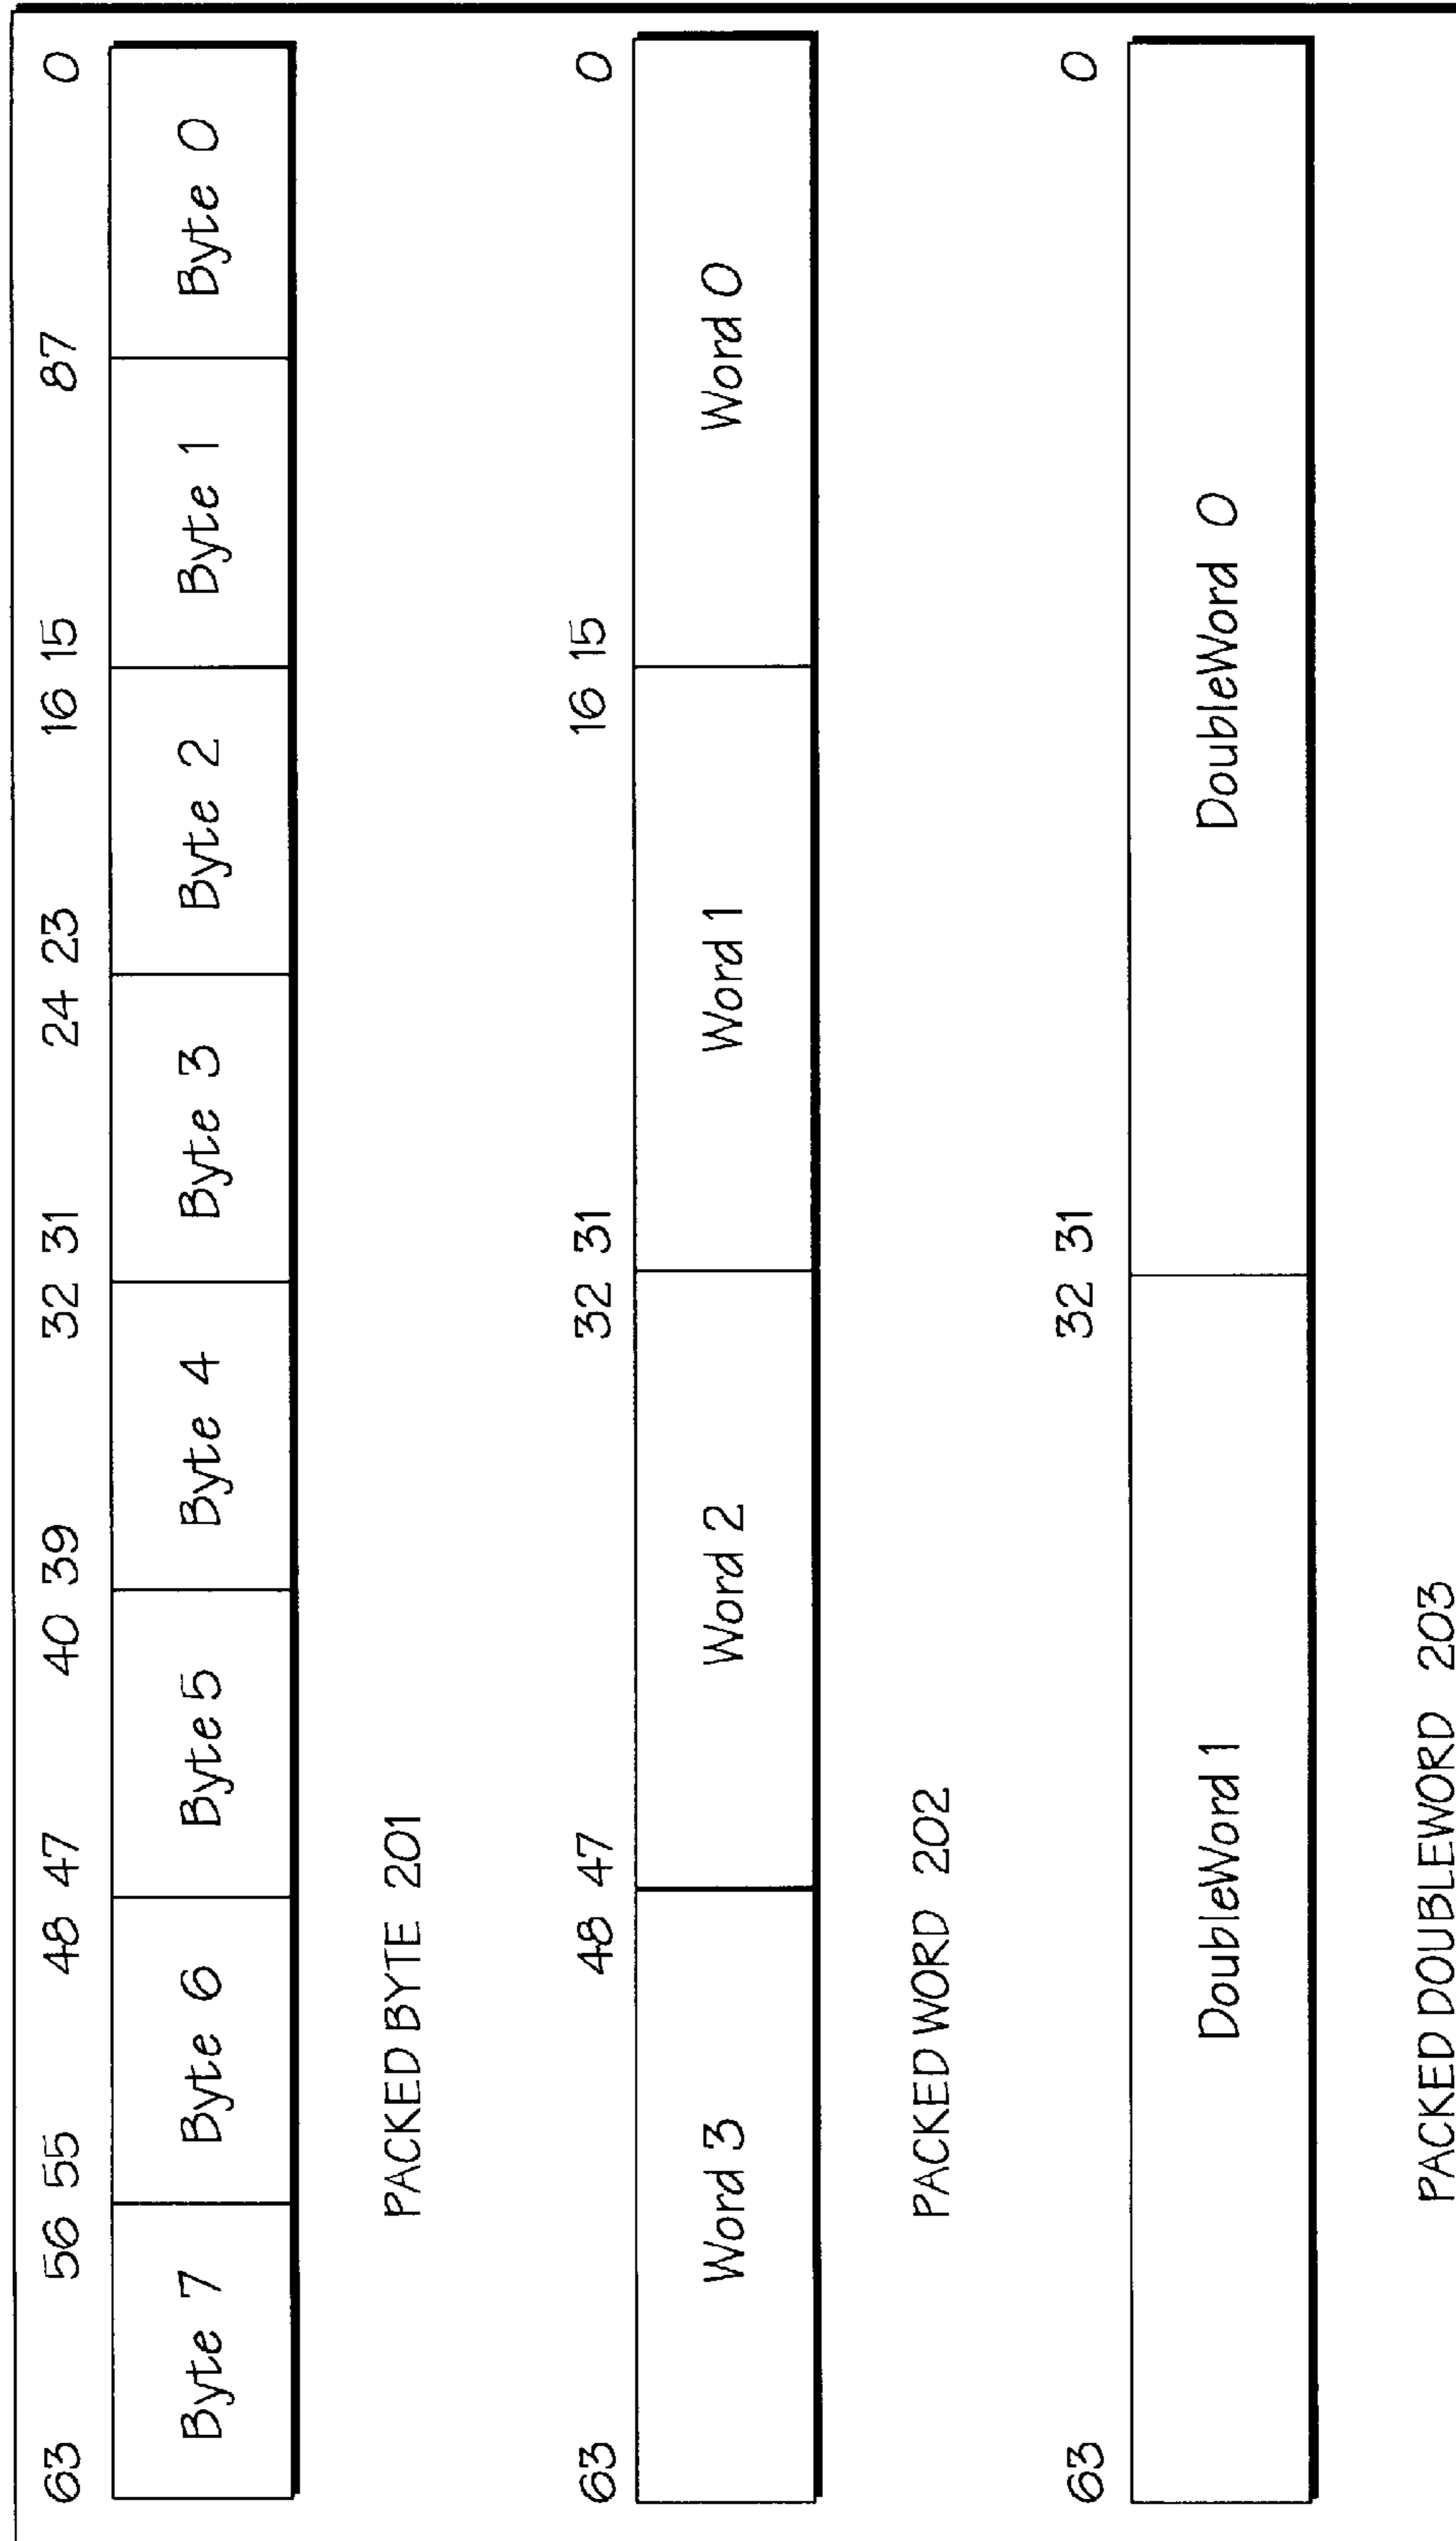 63 56 55 48 47 40 39 32 31 24 23 16 15 87 0
Byte 7 Byte 6 Byte 5 Byte 4 Byte 3 Byte 2 Byte 1 Byte 0
PACKED BYTE 201
63 48 47 32 31 16 15 0
Word 3 Word 2 Word 1 Word 0
PACKED WORD 202
63 32 31 0
DoubleWord 1 DoubleWord 0
PACKED DOUBLEWORD 203